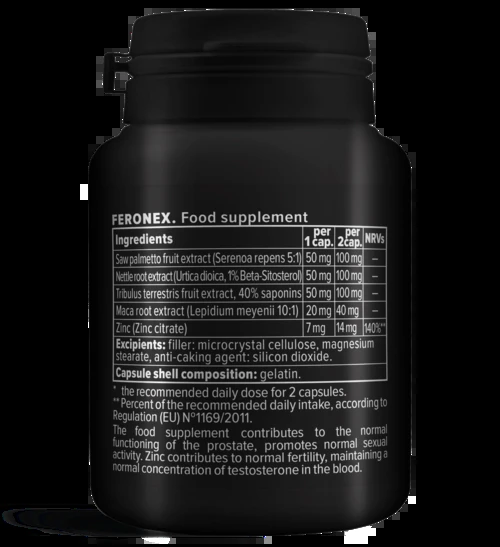 FERONEX. Food supplement
Ingredients per 1 cap. per 2cap. NRVs
Saw palmetto fruit extract (Serenoa repens 5:1) 50 mg 100 mg –
Nettle root extract (Urtica dioica, 1% Beta-Sitosterol) 50 mg 100 mg –
Tribulus terrestris fruit extract, 40% saponins 50 mg 100 mg –
Maca root extract (Lepidium meyenii 10:1) 20 mg 40 mg –
Zinc (Zinc citrate) 7 mg 14 mg 140%**
Excipients: filler: microcrystal cellulose, magnesium
stearate, anti-caking agent: silicon dioxide.
Capsule shell composition: gelatin.
* the recommended daily dose for 2 capsules.
** Percent of the recommended daily intake, according to
Regulation (EU) Nº1169/2011.
The food supplement contributes to the normal
functioning of the prostate, promotes normal sexual
activity. Zinc contributes to normal fertility, maintaining a
normal concentration of testosterone in the blood.